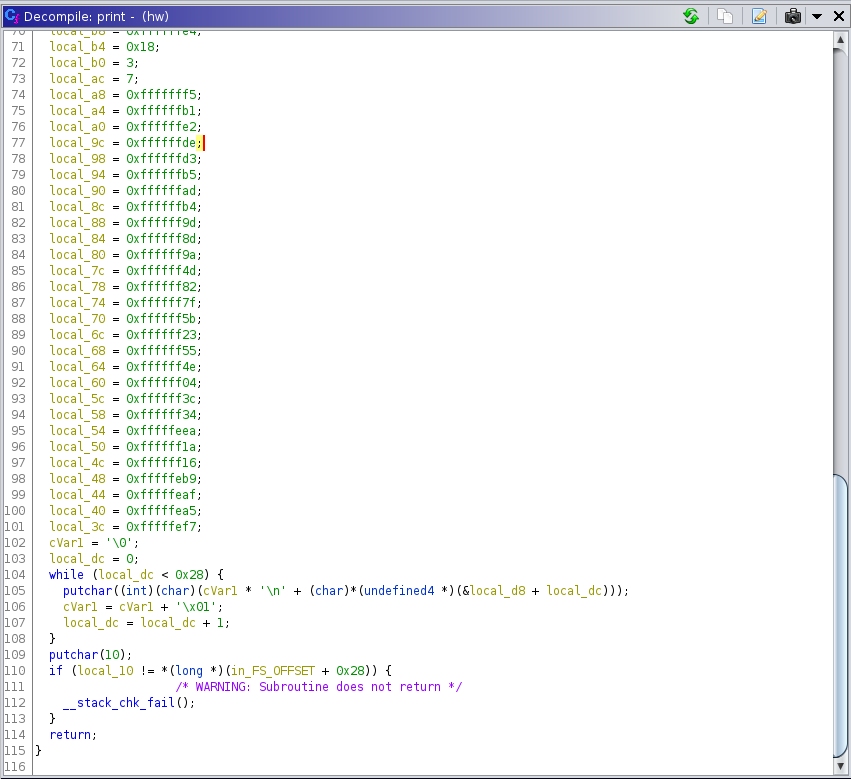 Decompile: print - (hw)
70 local_b8 = 0xffffffe4;
71 local_b4 = 0x18;
72 local_b0 = 3;
73 local_ac = 7;
74 local_a8 = 0xfffffff5;
75 local_a4 = 0xffffffb1;
76 local_a0 = 0xffffffe2;
77 local_9c = 0xffffffde;
78 local_98 = 0xffffffd3;
79 local_94 = 0xffffffb5;
80 local_90 = 0xffffffad;
81 local_8c = 0xffffffb4;
82 local_88 = 0xffffff9d;
83 local_84 = 0xffffff8d;
84 local_80 = 0xffffff9a;
85 local_7c = 0xffffff4d;
86 local_78 = 0xffffff82;
87 local_74 = 0xffffff7f;
88 local_70 = 0xffffff5b;
89 local_6c = 0xffffff23;
90 local_68 = 0xffffff55;
91 local_64 = 0xffffff4e;
92 local_60 = 0xffffff04;
93 local_5c = 0xffffff3c;
94 local_58 = 0xffffff34;
95 local_54 = 0xfffffeea;
96 local_50 = 0xffffff1a;
97 local_4c = 0xffffff16;
98 local_48 = 0xfffffeb9;
99 local_44 = 0xfffffeaf;
100 local_40 = 0xfffffea5;
101 local_3c = 0xfffffef7;
102 cVar1 = '\0';
103 local_dc = 0;
104 while (local_dc < 0x28) {
105 putchar((int)(char)(cVar1 * '\n' + (char)*(undefined4 *)(&local_d8 + local_dc)));
106 cVar1 = cVar1 + '\x01';
107 local_dc = local_dc + 1;
108 }
109 putchar(10);
110 if (local_10 != *(long *)(in_FS_OFFSET + 0x28)) {
111 /* WARNING: Subroutine does not return */
112 __stack_chk_fail();
113 }
114 return;
115 }
116